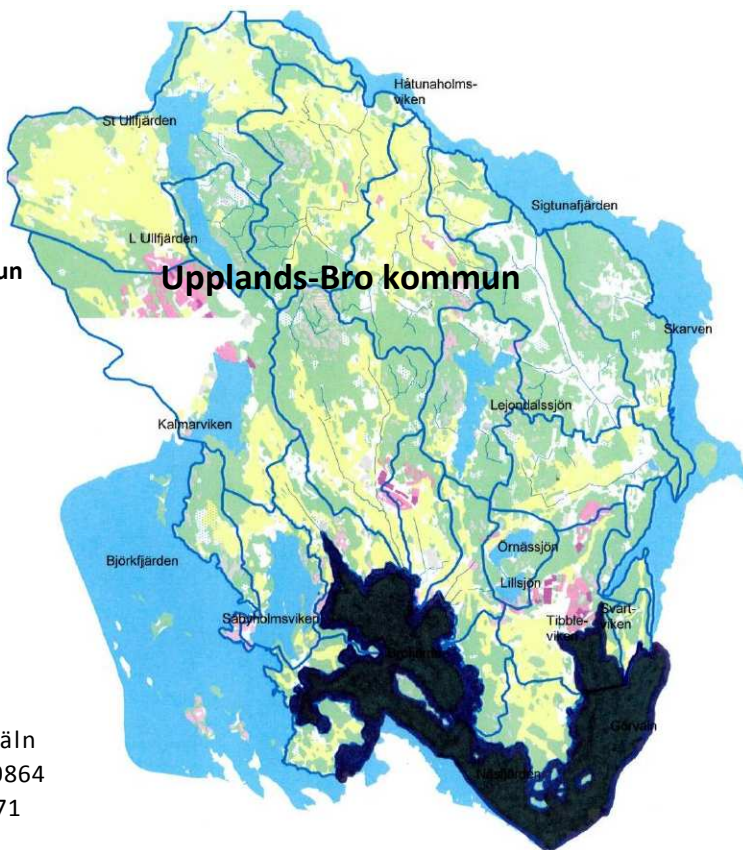 Håtunaholms-
viken
St Ullfjärden
Sigtunafjärden
L Ullfjärden
un
Upplands-Bro kommun
Skarven
Lejondalssjön
Kalmarviken
Örnässjön
Björkfjärden
Lillsjön
Säbyholmsviken
Tibble-
viken
Svart-
viken
Görväln
Näsfjärden
äln
0864
71